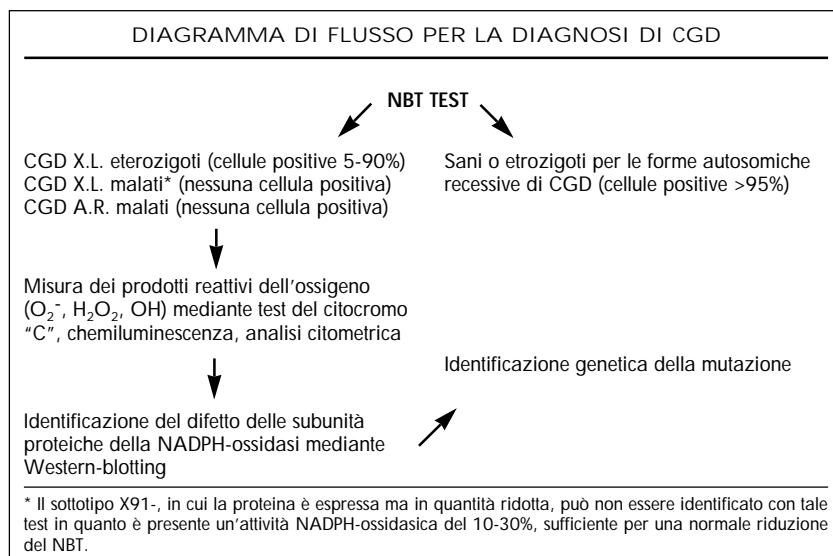 DIAGRAMMA DI FLUSSO PER LA DIAGNOSI DI CGD
NBT TEST
CGD X.L. eterozigoti (cellule positive 5-90%)
CGD X.L. malati* (nessuna cellula positiva)
CGD A.R. malati (nessuna cellula positiva)
Sani o etrozigoti per le forme autosomiche
recessive di CGD (cellule positive >95%)
Misura dei prodotti reattivi dell'ossigeno
(O₂⁻, H₂O₂, OH) mediante test del citocromo
"C", chemiluminescenza, analisi citometrica
Identificazione del difetto delle subunità
proteiche della NADPH-ossidasi mediante
Western-blotting
Identificazione genetica della mutazione
* Il sottotipo X91-, in cui la proteina è espressa ma in quantità ridotta, può non essere identificato con tale
test in quanto è presente un'attività NADPH-ossidasica del 10-30%, sufficiente per una normale riduzione
del NBT.